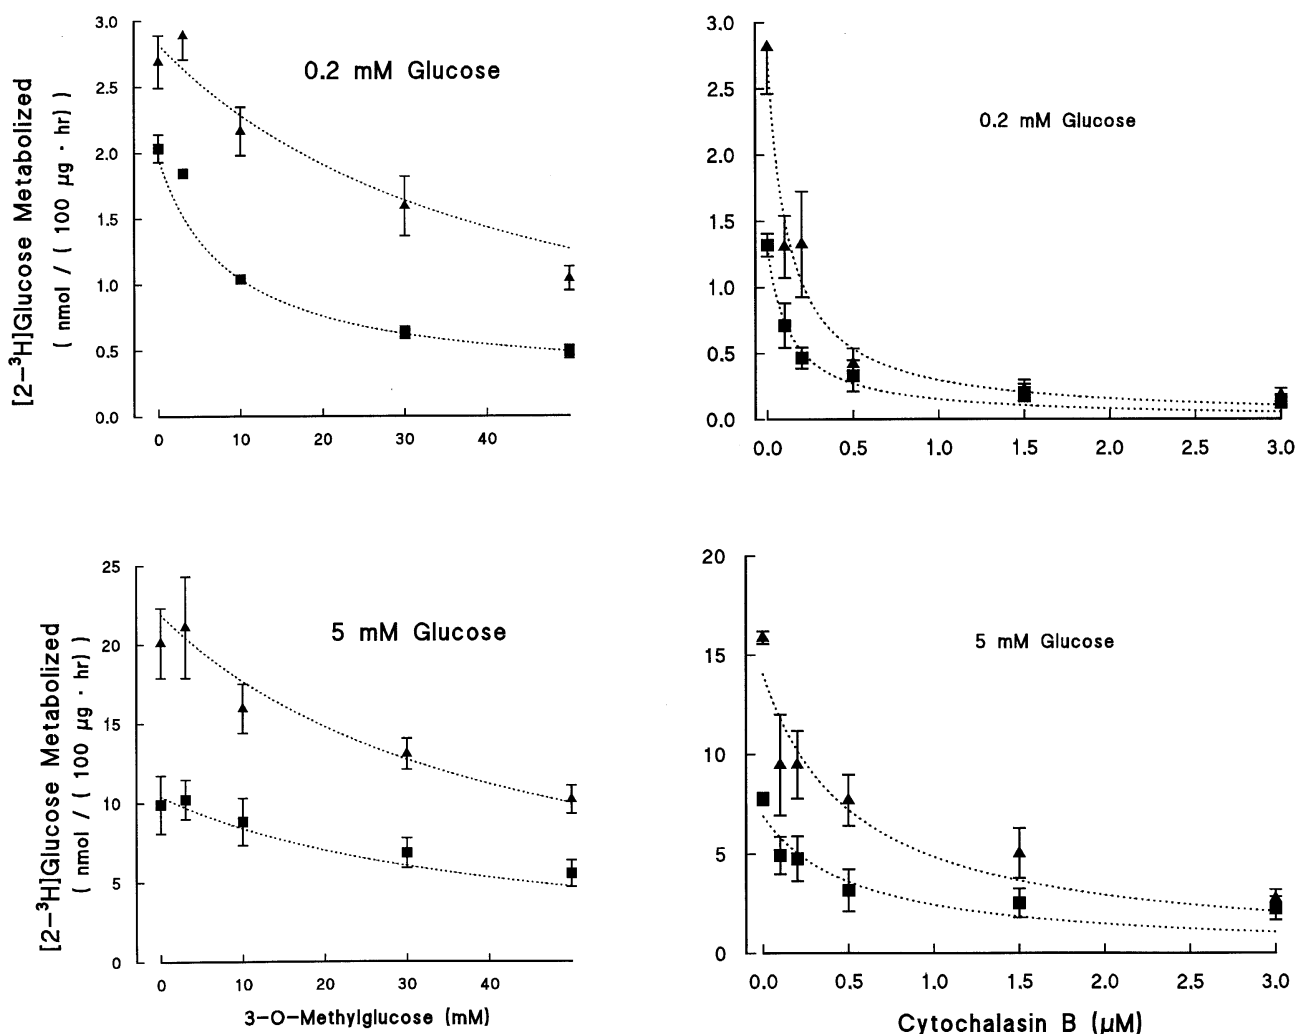 [2–³H]Glucose Metabolized
( nmol / ( 100 µg · hr) )
3.0
2.5
2.0
1.5
1.0
0.5
0.0
0.2 mM Glucose
0 10 20 30 40
3.0
2.5
2.0
1.5
1.0
0.5
0.0
0.2 mM Glucose
0.0 0.5 1.0 1.5 2.0 2.5 3.0
[2–³H]Glucose Metabolized
( nmol / ( 100 µg · hr) )
25
20
15
10
5
0
5 mM Glucose
0 10 20 30 40
3–O–Methylglucose (mM)
20
15
10
5
0
5 mM Glucose
0.0 0.5 1.0 1.5 2.0 2.5 3.0
Cytochalasin B (µM)